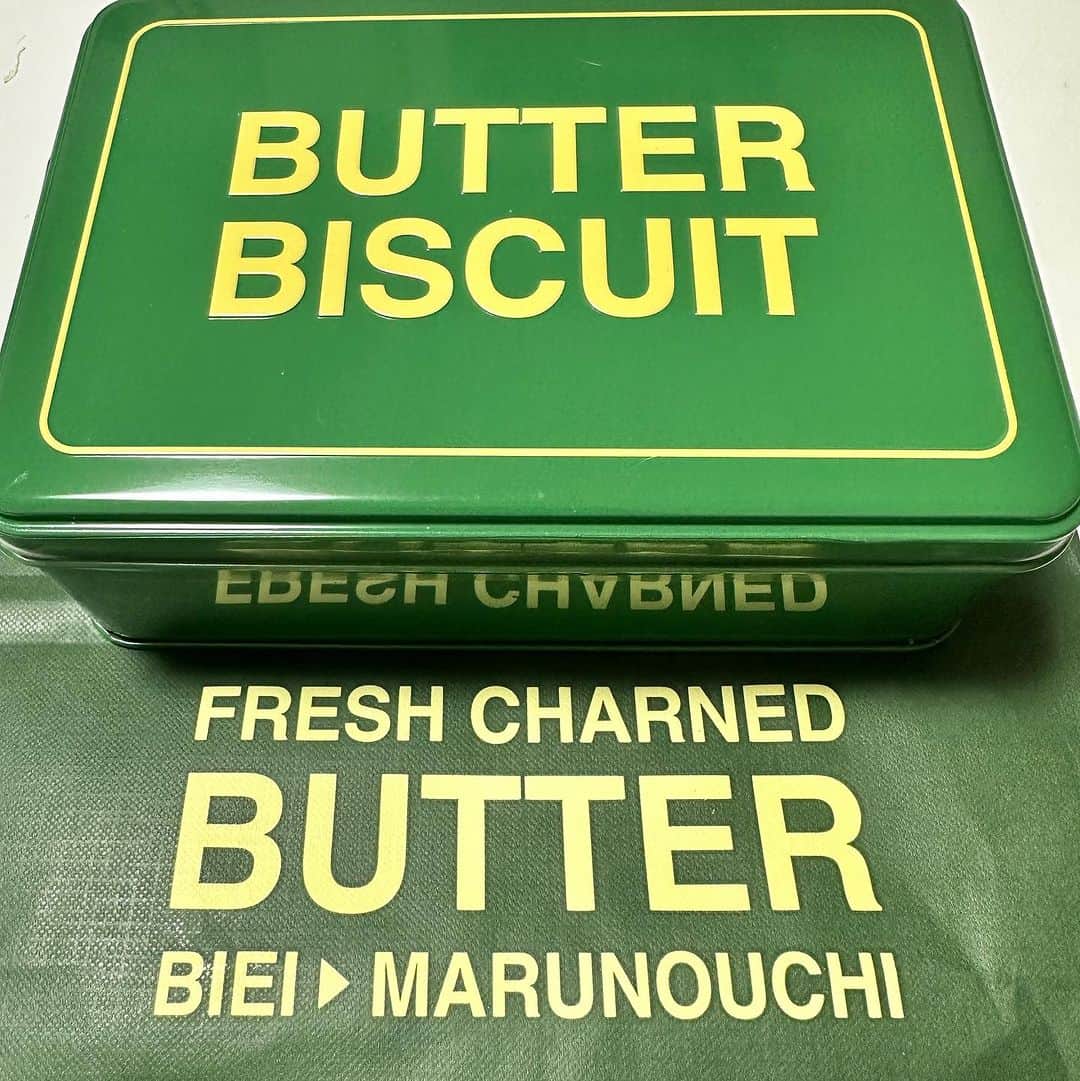 BUTTER
BISCUIT
FRESH CHARNED
FRESH CHARNED
BUTTER
BIEI ▶ MARUNOUCHI